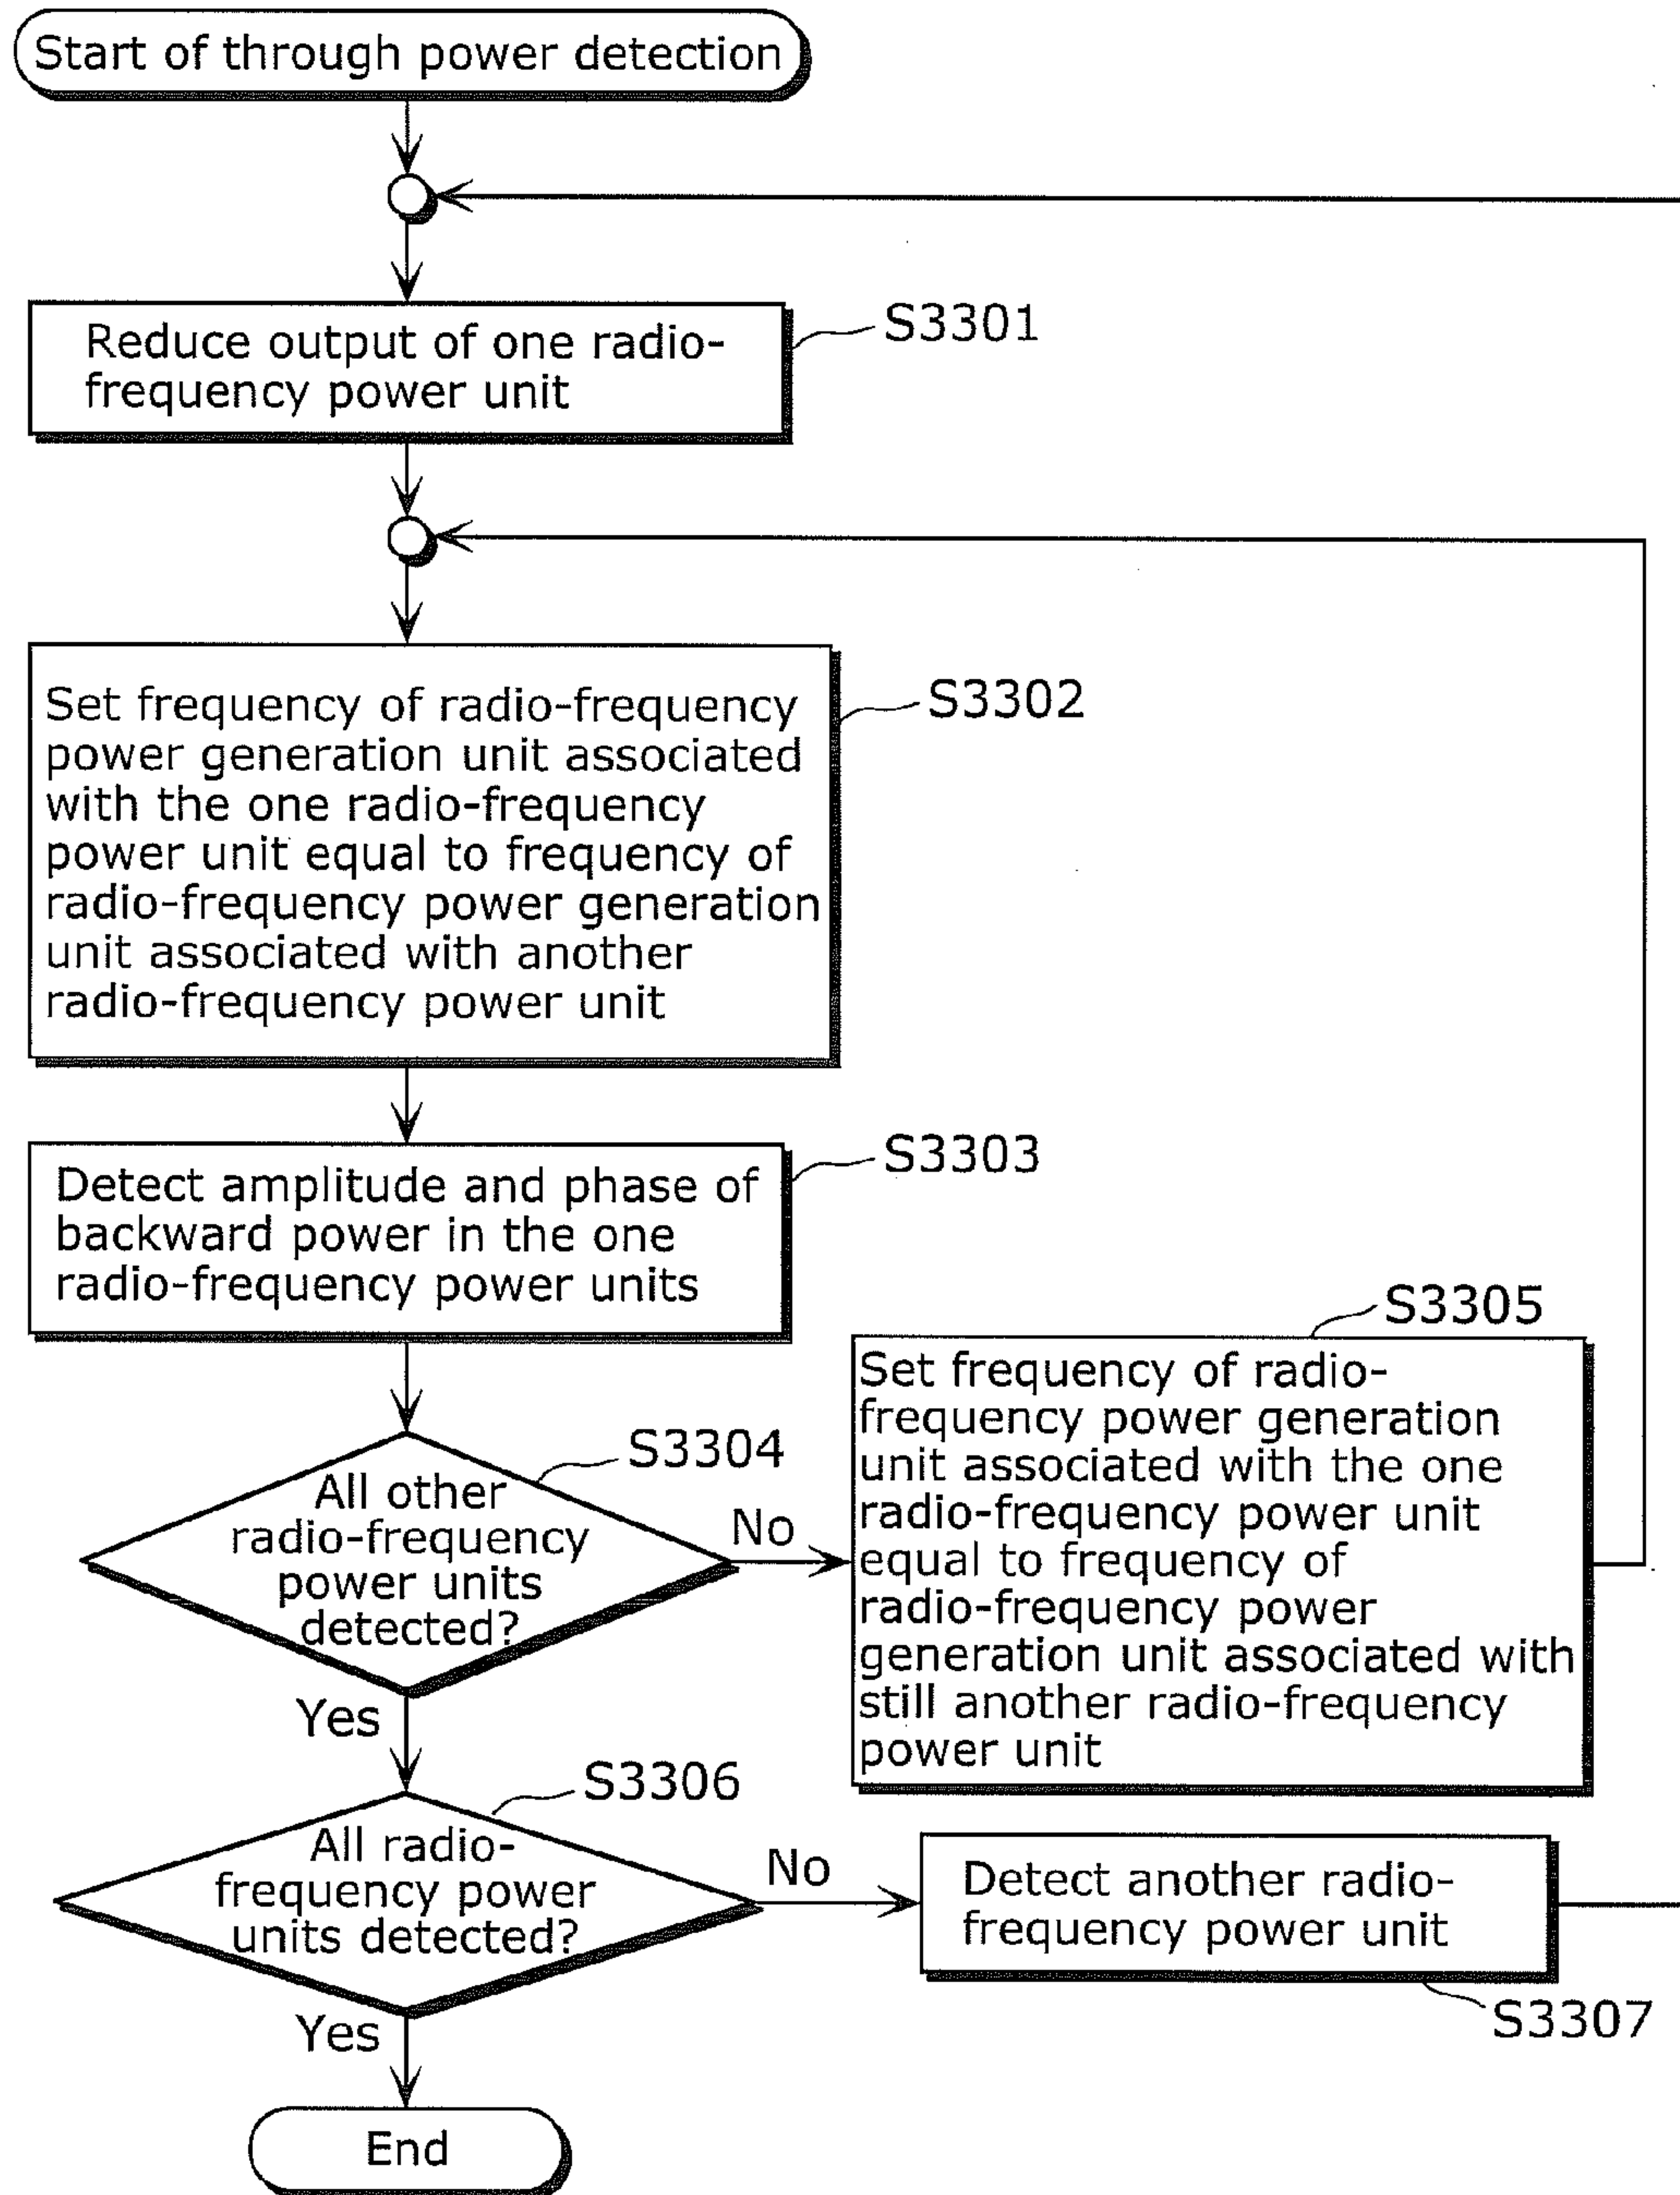 Start of through power detection
Reduce output of one radio-
frequency power unit
S3301
Set frequency of radio-frequency
power generation unit associated
with the one radio-frequency
power unit equal to frequency of
radio-frequency power generation
unit associated with another
radio-frequency power unit
S3302
Detect amplitude and phase of
backward power in the one
radio-frequency power units
S3303
All other
radio-frequency
power units
detected?
S3304
No
Yes
S3305
Set frequency of radio-
frequency power generation
unit associated with the one
radio-frequency power unit
equal to frequency of
radio-frequency power
generation unit associated with
still another radio-frequency
power unit
All radio-
frequency power
units detected?
S3306
No
Yes
Detect another radio-
frequency power unit
S3307
End